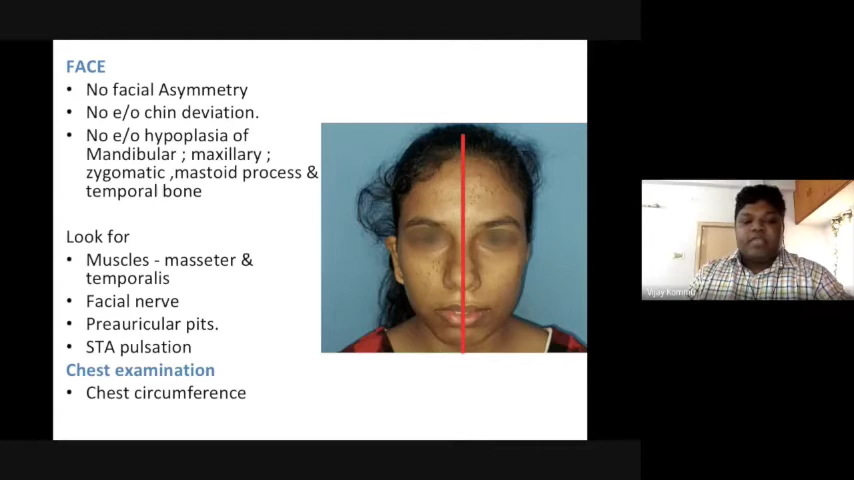 FACE
• No facial Asymmetry
• No e/o chin deviation.
• No e/o hypoplasia of
Mandibular ; maxillary ;
zygomatic ,mastoid process &
temporal bone
Look for
• Muscles - masseter &
temporalis
• Facial nerve
• Preauricular pits.
• STA pulsation
Chest examination
• Chest circumference
Vijay Kommu